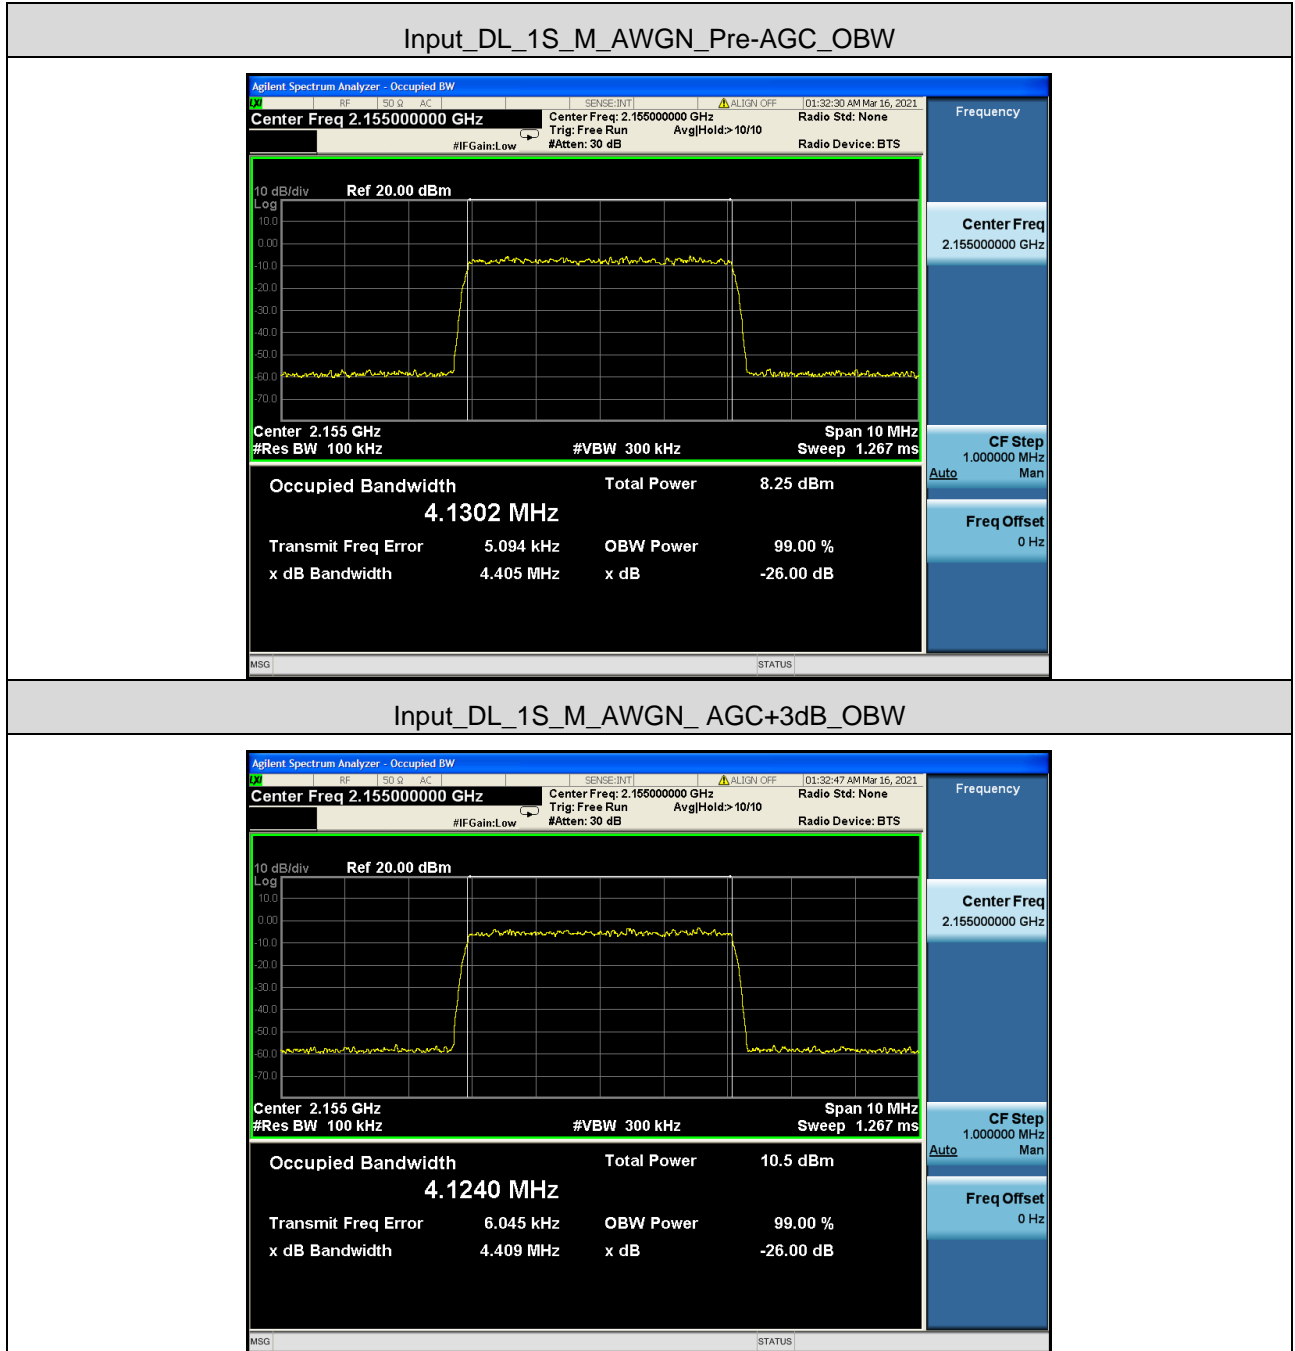 Input_DL_1S_M_AWGN_Pre-AGC_OBW
Agilent Spectrum Analyzer - Occupied BW
LXI RF 50 Ω AC SENSE:INT ALIGN OFF 01:32:30 AM Mar 16, 2021
Center Freq 2.155000000 GHz
Center Freq: 2.155000000 GHz
Radio Std: None
Trig: Free Run Avg|Hold:>10/10
#IFGain:Low #Atten: 30 dB Radio Device: BTS
Frequency
10 dB/div Ref 20.00 dBm
Log
10.0
0.00
-10.0
-20.0
-30.0
-40.0
-50.0
-60.0
-70.0
Center 2.155 GHz Span 10 MHz
#Res BW 100 kHz #VBW 300 kHz Sweep 1.267 ms
Center Freq
2.155000000 GHz
CF Step
1.000000 MHz
Auto Man
Freq Offset
0 Hz
Occupied Bandwidth Total Power 8.25 dBm
4.1302 MHz
Transmit Freq Error 5.094 kHz OBW Power 99.00 %
x dB Bandwidth 4.405 MHz x dB -26.00 dB
MSG STATUS
Input_DL_1S_M_AWGN_ AGC+3dB_OBW
Agilent Spectrum Analyzer - Occupied BW
LXI RF 50 Ω AC SENSE:INT ALIGN OFF 01:32:47 AM Mar 16, 2021
Center Freq 2.155000000 GHz
Center Freq: 2.155000000 GHz
Radio Std: None
Trig: Free Run Avg|Hold:>10/10
#IFGain:Low #Atten: 30 dB Radio Device: BTS
Frequency
10 dB/div Ref 20.00 dBm
Log
10.0
0.00
-10.0
-20.0
-30.0
-40.0
-50.0
-60.0
-70.0
Center 2.155 GHz Span 10 MHz
#Res BW 100 kHz #VBW 300 kHz Sweep 1.267 ms
Center Freq
2.155000000 GHz
CF Step
1.000000 MHz
Auto Man
Freq Offset
0 Hz
Occupied Bandwidth Total Power 10.5 dBm
4.1240 MHz
Transmit Freq Error 6.045 kHz OBW Power 99.00 %
x dB Bandwidth 4.409 MHz x dB -26.00 dB
MSG STATUS